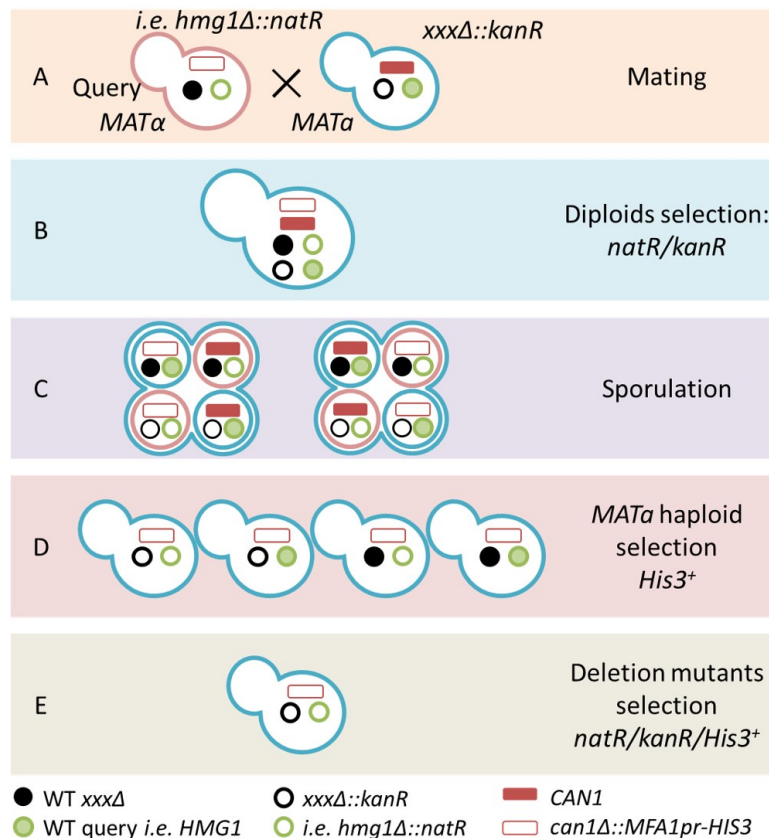 i.e. hmg1Δ::natR
xxxΔ::kanR
A
Query
MATα
MATa
Mating
B
Diploids selection:
natR/kanR
C
Sporulation
D
MATa haploid
selection
His3⁺
E
Deletion mutants
selection
natR/kanR/His3⁺
WT xxxΔ
xxxΔ::kanR
CAN1
WT query i.e. HMG1
i.e. hmg1Δ::natR
can1Δ::MFA1pr-HIS3